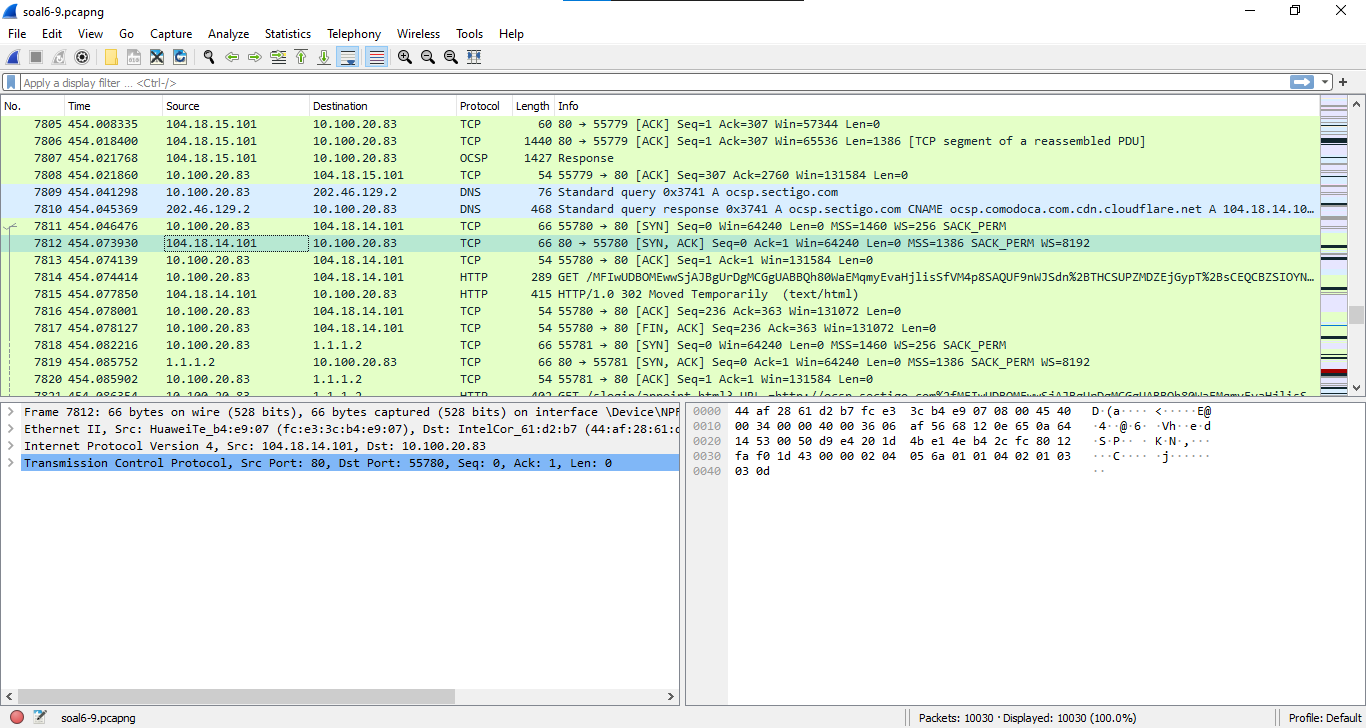 soal6-9.pcapng
File Edit View Go Capture Analyze Statistics Telephony Wireless Tools Help
Apply a display filter ... <Ctrl-/>
No. Time Source Destination Protocol Length Info
7805 454.008335 104.18.15.101 10.100.20.83 TCP 60 80 → 55779 [ACK] Seq=1 Ack=307 Win=57344 Len=0
7806 454.018400 104.18.15.101 10.100.20.83 TCP 1440 80 → 55779 [ACK] Seq=1 Ack=307 Win=65536 Len=1386 [TCP segment of a reassembled PDU]
7807 454.021768 104.18.15.101 10.100.20.83 OCSP 1427 Response
7808 454.021860 10.100.20.83 104.18.15.101 TCP 54 55779 → 80 [ACK] Seq=307 Ack=2760 Win=131584 Len=0
7809 454.041298 10.100.20.83 202.46.129.2 DNS 76 Standard query 0x3741 A ocsp.sectigo.com
7810 454.045369 202.46.129.2 10.100.20.83 DNS 468 Standard query response 0x3741 A ocsp.sectigo.com CNAME ocsp.comodoca.com.cdn.cloudflare.net A 104.18.14.10…
7811 454.046476 10.100.20.83 104.18.14.101 TCP 66 55780 → 80 [SYN] Seq=0 Win=64240 Len=0 MSS=1460 WS=256 SACK_PERM
7812 454.073930 104.18.14.101 10.100.20.83 TCP 66 80 → 55780 [SYN, ACK] Seq=0 Ack=1 Win=64240 Len=0 MSS=1386 SACK_PERM WS=8192
7813 454.074139 10.100.20.83 104.18.14.101 TCP 54 55780 → 80 [ACK] Seq=1 Ack=1 Win=131584 Len=0
7814 454.074414 10.100.20.83 104.18.14.101 HTTP 289 GET /MFIwUDBOMEwwSjAJBgUrDgMCGgUABBQh80WaEMqmyEvaHjlisSfVM4p8SAQUF9nWJSdn%2BTHCSUPZMDZEjGypT%2BsCEQCBZSIOYN…
7815 454.077850 104.18.14.101 10.100.20.83 HTTP 415 HTTP/1.0 302 Moved Temporarily (text/html)
7816 454.078001 10.100.20.83 104.18.14.101 TCP 54 55780 → 80 [ACK] Seq=236 Ack=363 Win=131072 Len=0
7817 454.078127 10.100.20.83 104.18.14.101 TCP 54 55780 → 80 [FIN, ACK] Seq=236 Ack=363 Win=131072 Len=0
7818 454.082216 10.100.20.83 1.1.1.2 TCP 66 55781 → 80 [SYN] Seq=0 Win=64240 Len=0 MSS=1460 WS=256 SACK_PERM
7819 454.085752 1.1.1.2 10.100.20.83 TCP 66 80 → 55781 [SYN, ACK] Seq=0 Ack=1 Win=64240 Len=0 MSS=1386 SACK_PERM WS=8192
7820 454.085902 10.100.20.83 1.1.1.2 TCP 54 55781 → 80 [ACK] Seq=1 Ack=1 Win=131584 Len=0
Frame 7812: 66 bytes on wire (528 bits), 66 bytes captured (528 bits) on interface \Device\NPF
Ethernet II, Src: HuaweiTe_b4:e9:07 (fc:e3:3c:b4:e9:07), Dst: IntelCor_61:d2:b7 (44:af:28:61:d
Internet Protocol Version 4, Src: 104.18.14.101, Dst: 10.100.20.83
Transmission Control Protocol, Src Port: 80, Dst Port: 55780, Seq: 0, Ack: 1, Len: 0
0000 44 af 28 61 d2 b7 fc e3 3c b4 e9 07 08 00 45 40 D·(a···· <·····E@
0010 00 34 00 00 40 00 36 06 af 56 68 12 0e 65 0a 64 ·4··@·6· ·Vh··e·d
0020 14 53 00 50 d9 e4 20 1d 4b e1 4e b4 2c fc 80 12 ·S·P·· · K·N·,···
0030 fa f0 1d 43 00 00 02 04 05 6a 01 01 04 02 01 03 ···C···· ·j······
0040 03 0d ··
soal6-9.pcapng
Packets: 10030 · Displayed: 10030 (100.0%)
Profile: Default